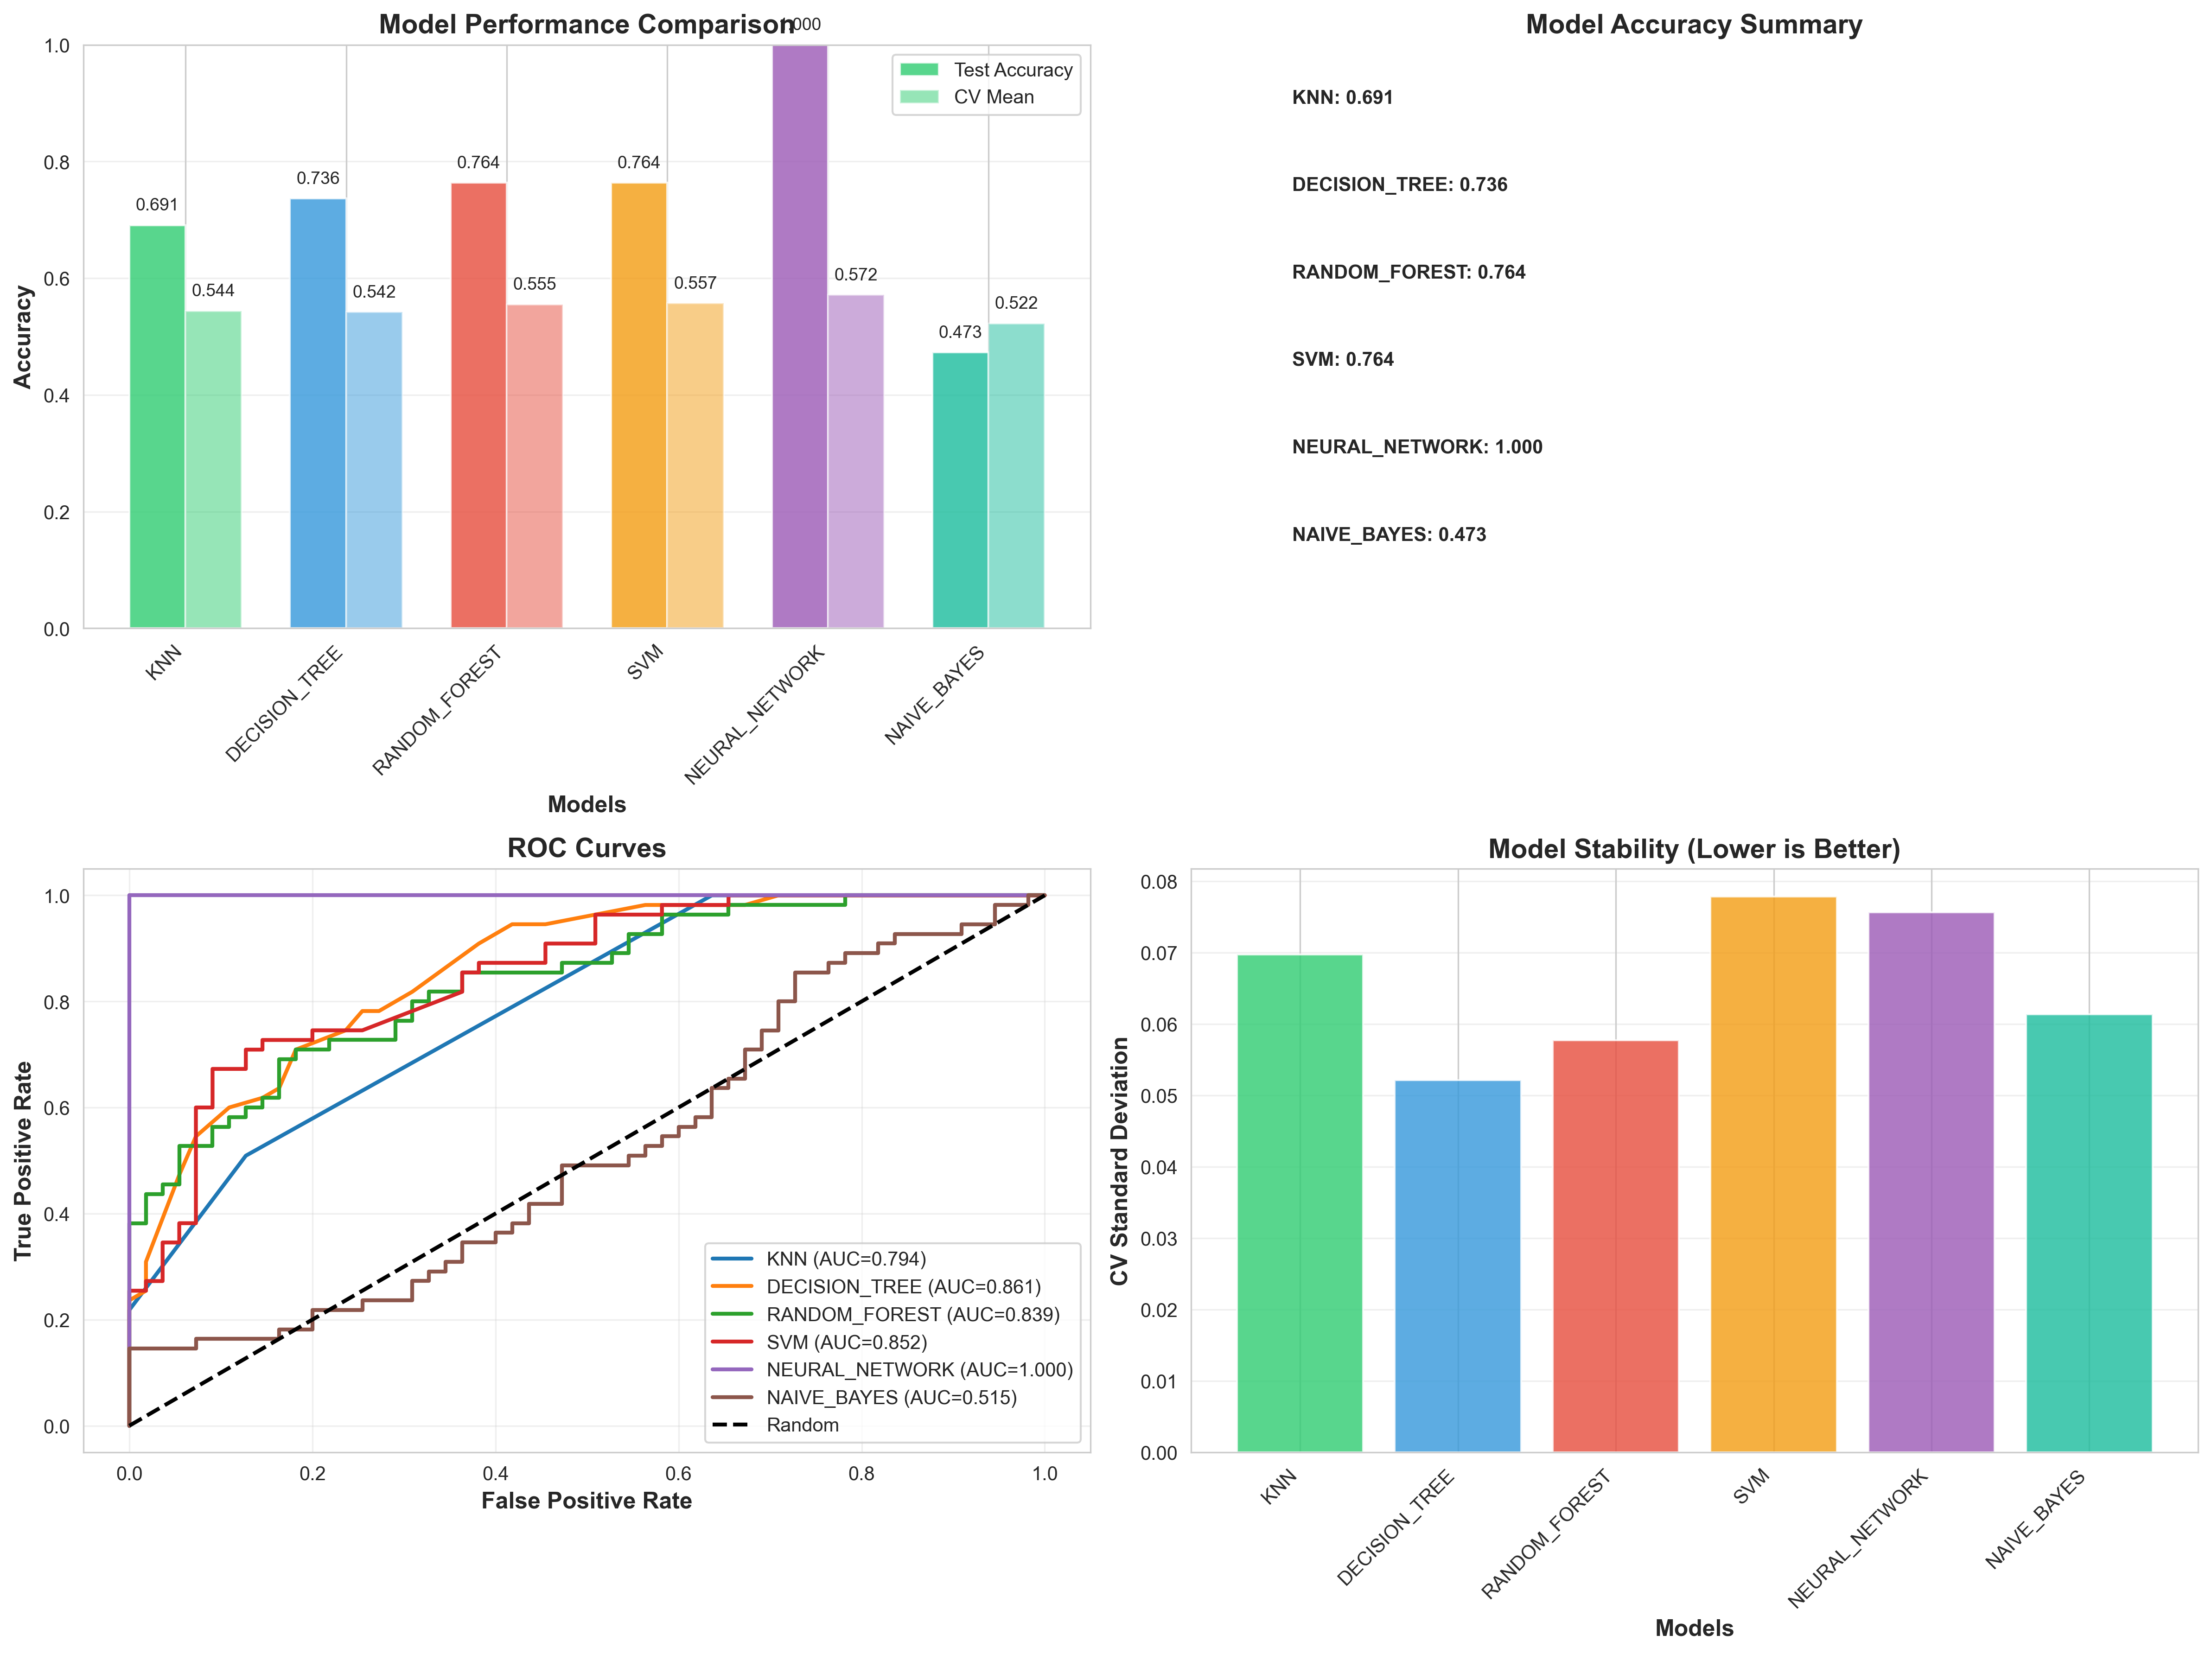 Model Performance Comparison
.000
1.0
0.8
0.6
0.4
0.2
0.0
Accuracy
Test Accuracy
CV Mean
0.691
0.544
0.736
0.542
0.764
0.555
0.764
0.557
0.572
0.473
0.522
KNN
DECISION_TREE
RANDOM_FOREST
SVM
NEURAL_NETWORK
NAIVE_BAYES
Models
Model Accuracy Summary
KNN: 0.691
DECISION_TREE: 0.736
RANDOM_FOREST: 0.764
SVM: 0.764
NEURAL_NETWORK: 1.000
NAIVE_BAYES: 0.473
ROC Curves
1.0
0.8
0.6
0.4
0.2
0.0
True Positive Rate
KNN (AUC=0.794)
DECISION_TREE (AUC=0.861)
RANDOM_FOREST (AUC=0.839)
SVM (AUC=0.852)
NEURAL_NETWORK (AUC=1.000)
NAIVE_BAYES (AUC=0.515)
Random
0.0 0.2 0.4 0.6 0.8 1.0
False Positive Rate
Model Stability (Lower is Better)
0.08
0.07
0.06
0.05
0.04
0.03
0.02
0.01
0.00
CV Standard Deviation
KNN
DECISION_TREE
RANDOM_FOREST
SVM
NEURAL_NETWORK
NAIVE_BAYES
Models